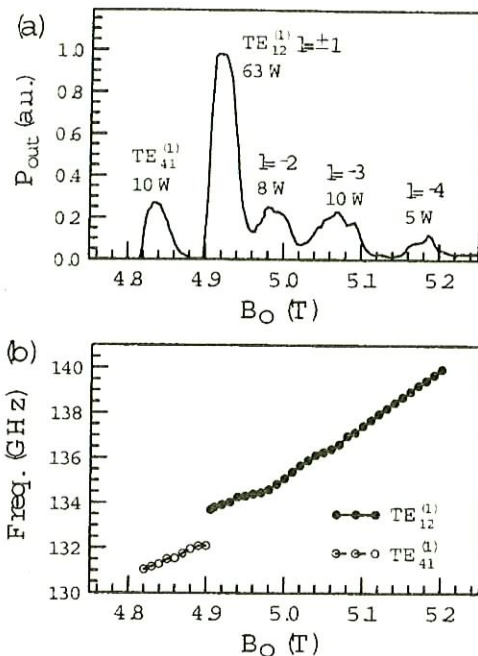 (a)
P_out (a.u.)
1.0
0.8
0.6
0.4
0.2
0.0
TE_41^(1)
10 W
TE_12^(1) l=±1
63 W
l=-2
8 W
l=-3
10 W
l=-4
5 W
4.8 4.9 5.0 5.1 5.2
B_O (T)
(b)
Freq. (GHz)
140
138
136
134
132
130
TE_12^(1)
TE_41^(1)
4.8 4.9 5.0 5.1 5.2
B_O (T)